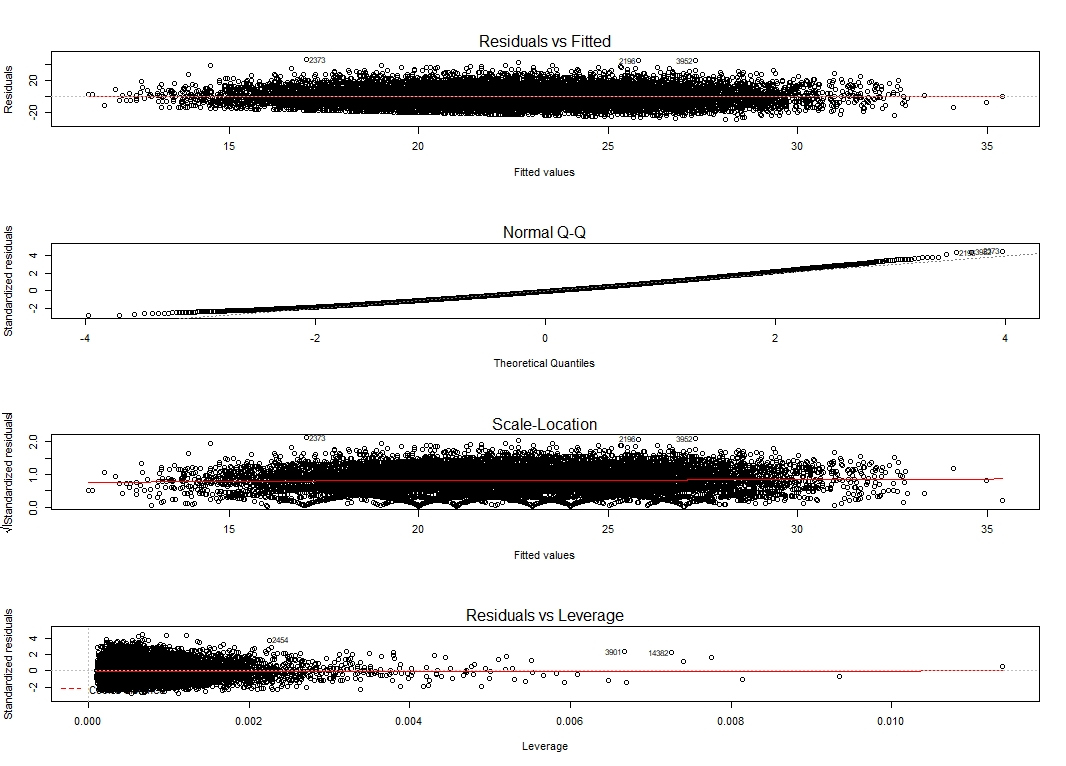 Residuals vs Fitted
Residuals
20
0
-20
2373
2196
3952
15 20 25 30 35
Fitted values
Normal Q-Q
Standardized residuals
4
2
0
-2
2373
-4 -2 0 2 4
Theoretical Quantiles
Scale-Location
√|Standardized residuals|
2.0
1.0
0.0
2373
2196
3952
15 20 25 30 35
Fitted values
Residuals vs Leverage
Standardized residuals
4
2
0
-2
2454
3901
14382
C
0.000 0.002 0.004 0.006 0.008 0.010
Leverage